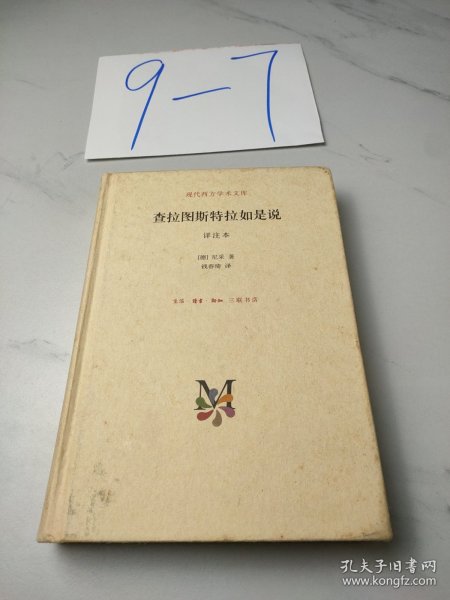 9-7
现代西方学术文库
查拉图斯特拉如是说
详注本
[德] 尼采 著
钱春绮 译
生活·读书·新知 三联书店
M
孔夫子旧书网
www.kongfz.com